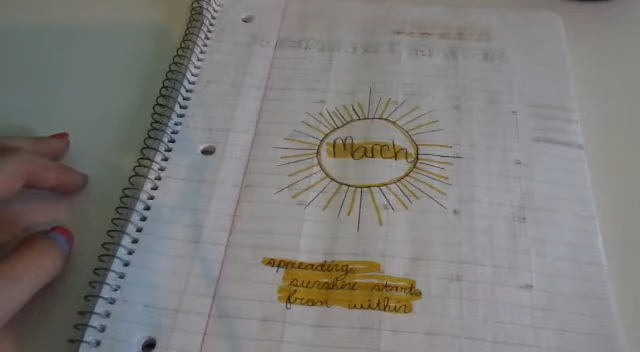 March
spreading
sunshine starts
from within